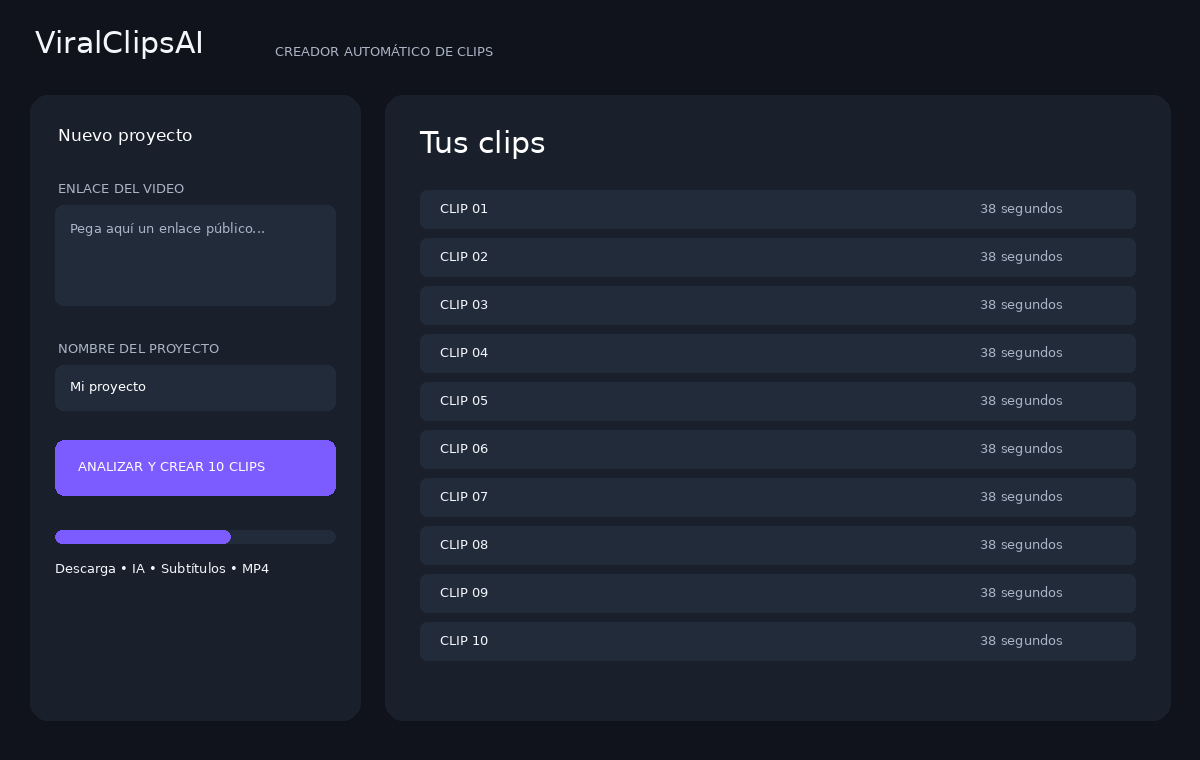 ViralClipsAI
CREADOR AUTOMÁTICO DE CLIPS
Nuevo proyecto
ENLACE DEL VIDEO
Pega aquí un enlace público...
NOMBRE DEL PROYECTO
Mi proyecto
ANALIZAR Y CREAR 10 CLIPS
Descarga • IA • Subtítulos • MP4
Tus clips
CLIP 01 38 segundos
CLIP 02 38 segundos
CLIP 03 38 segundos
CLIP 04 38 segundos
CLIP 05 38 segundos
CLIP 06 38 segundos
CLIP 07 38 segundos
CLIP 08 38 segundos
CLIP 09 38 segundos
CLIP 10 38 segundos